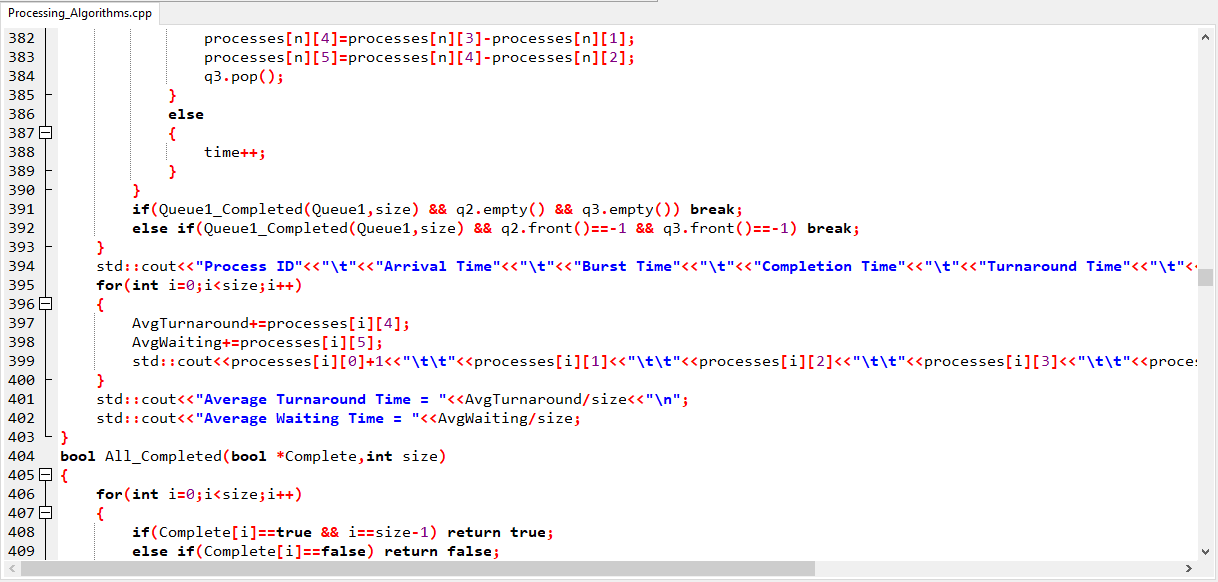 Processing_Algorithms.cpp
382 processes[n][4]=processes[n][3]-processes[n][1];
383 processes[n][5]=processes[n][4]-processes[n][2];
384 q3.pop();
385 }
386 else
387 {
388 time++;
389 }
390 }
391 if(Queue1_Completed(Queue1,size) && q2.empty() && q3.empty()) break;
392 else if(Queue1_Completed(Queue1,size) && q2.front()==-1 && q3.front()==-1) break;
393 }
394 std::cout<<"Process ID"<<"\t"<<"Arrival Time"<<"\t"<<"Burst Time"<<"\t"<<"Completion Time"<<"\t"<<"Turnaround Time"<<"\t"<<
395 for(int i=0;i<size;i++)
396 {
397 AvgTurnaround+=processes[i][4];
398 AvgWaiting+=processes[i][5];
399 std::cout<<processes[i][0]+1<<"\t\t"<<processes[i][1]<<"\t\t"<<processes[i][2]<<"\t\t"<<processes[i][3]<<"\t\t"<<proces
400 }
401 std::cout<<"Average Turnaround Time = "<<AvgTurnaround/size<<"\n";
402 std::cout<<"Average Waiting Time = "<<AvgWaiting/size;
403 }
404 bool All_Completed(bool *Complete,int size)
405 {
406 for(int i=0;i<size;i++)
407 {
408 if(Complete[i]==true && i==size-1) return true;
409 else if(Complete[i]==false) return false;